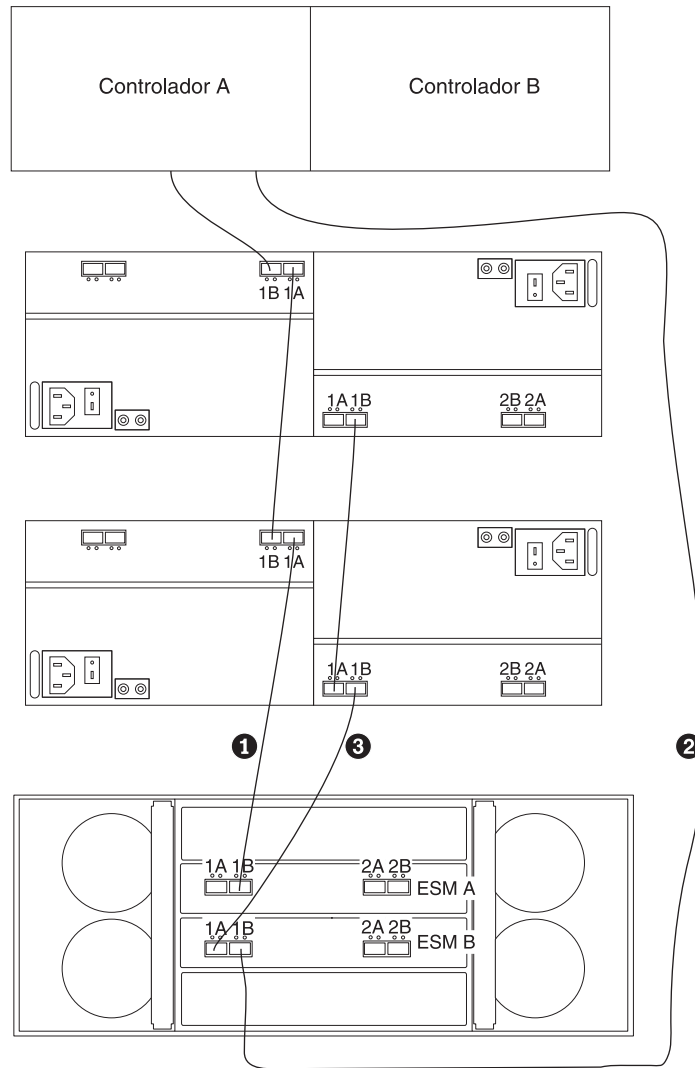 Controlador A
Controlador B
1B 1A
1A 1B
2B 2A
1B 1A
1A 1B
2B 2A
1
3
2
1A 1B
2A 2B
ESM A
1A 1B
2A 2B
ESM B